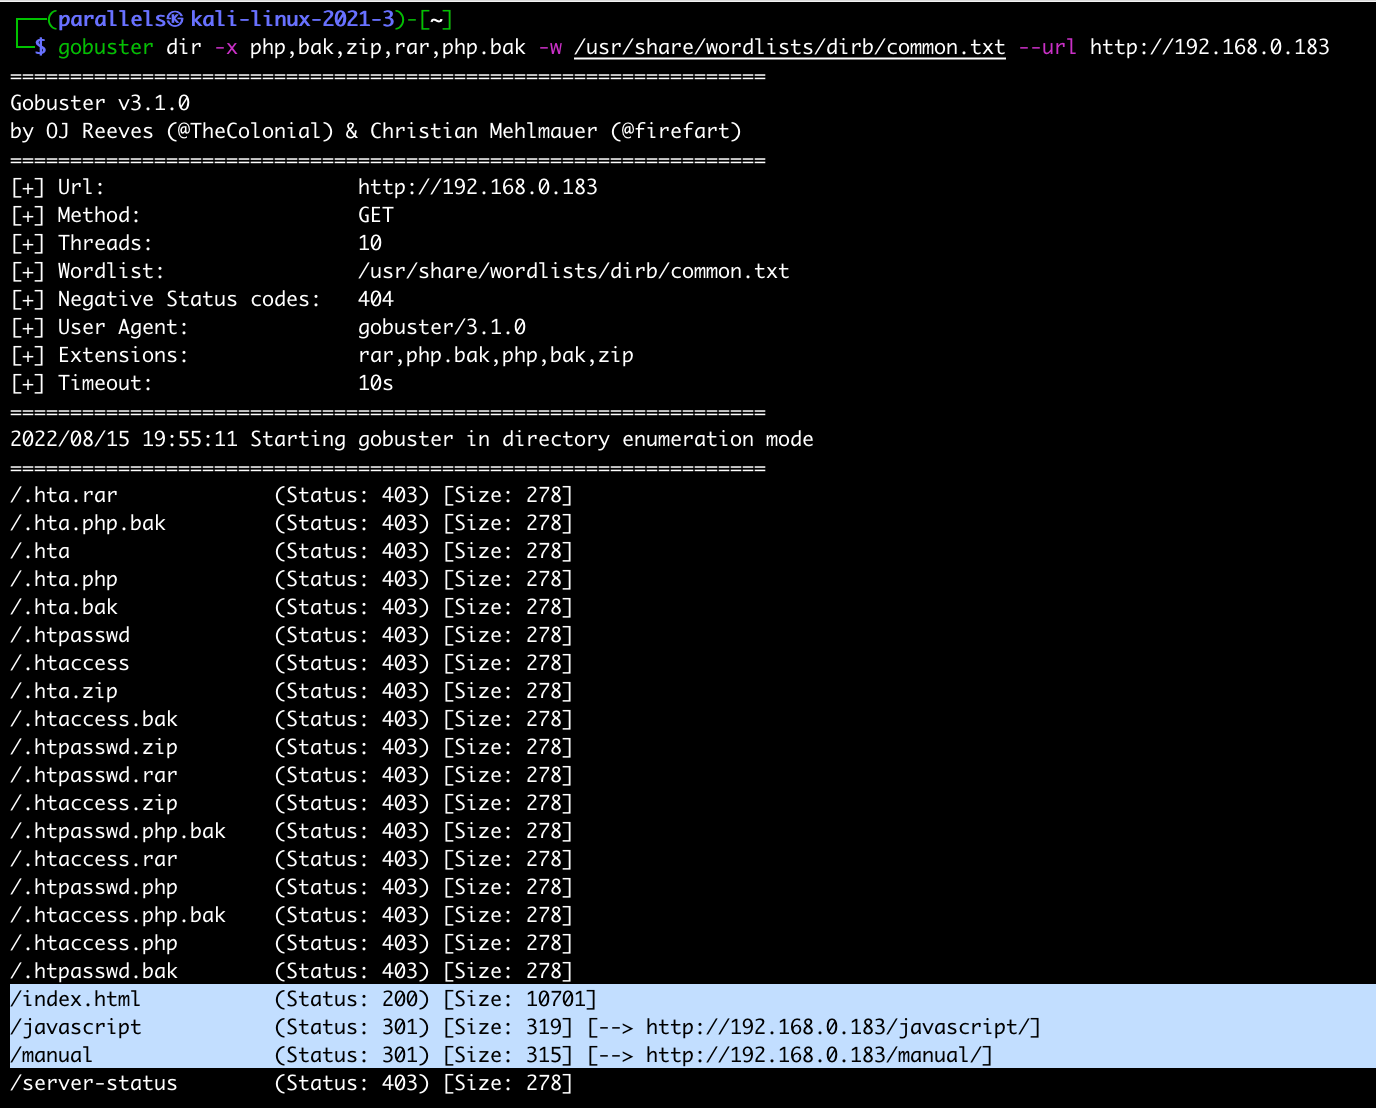 ┌──(parallels㉿kali-linux-2021-3)-[~]
└─$ gobuster dir -x php,bak,zip,rar,php.bak -w /usr/share/wordlists/dirb/common.txt --url http://192.168.0.183
===============================================================
Gobuster v3.1.0
by OJ Reeves (@TheColonial) & Christian Mehlmauer (@firefart)
===============================================================
[+] Url:                     http://192.168.0.183
[+] Method:                  GET
[+] Threads:                 10
[+] Wordlist:                /usr/share/wordlists/dirb/common.txt
[+] Negative Status codes:   404
[+] User Agent:              gobuster/3.1.0
[+] Extensions:              rar,php.bak,php,bak,zip
[+] Timeout:                 10s
===============================================================
2022/08/15 19:55:11 Starting gobuster in directory enumeration mode
===============================================================
/.hta.rar             (Status: 403) [Size: 278]
/.hta.php.bak         (Status: 403) [Size: 278]
/.hta                 (Status: 403) [Size: 278]
/.hta.php             (Status: 403) [Size: 278]
/.hta.bak             (Status: 403) [Size: 278]
/.htpasswd            (Status: 403) [Size: 278]
/.htaccess            (Status: 403) [Size: 278]
/.hta.zip             (Status: 403) [Size: 278]
/.htaccess.bak        (Status: 403) [Size: 278]
/.htpasswd.zip        (Status: 403) [Size: 278]
/.htpasswd.rar        (Status: 403) [Size: 278]
/.htaccess.zip        (Status: 403) [Size: 278]
/.htpasswd.php.bak    (Status: 403) [Size: 278]
/.htaccess.rar        (Status: 403) [Size: 278]
/.htpasswd.php        (Status: 403) [Size: 278]
/.htaccess.php.bak    (Status: 403) [Size: 278]
/.htaccess.php        (Status: 403) [Size: 278]
/.htpasswd.bak        (Status: 403) [Size: 278]
/index.html           (Status: 200) [Size: 10701]
/javascript           (Status: 301) [Size: 319] [--> http://192.168.0.183/javascript/]
/manual               (Status: 301) [Size: 315] [--> http://192.168.0.183/manual/]
/server-status        (Status: 403) [Size: 278]